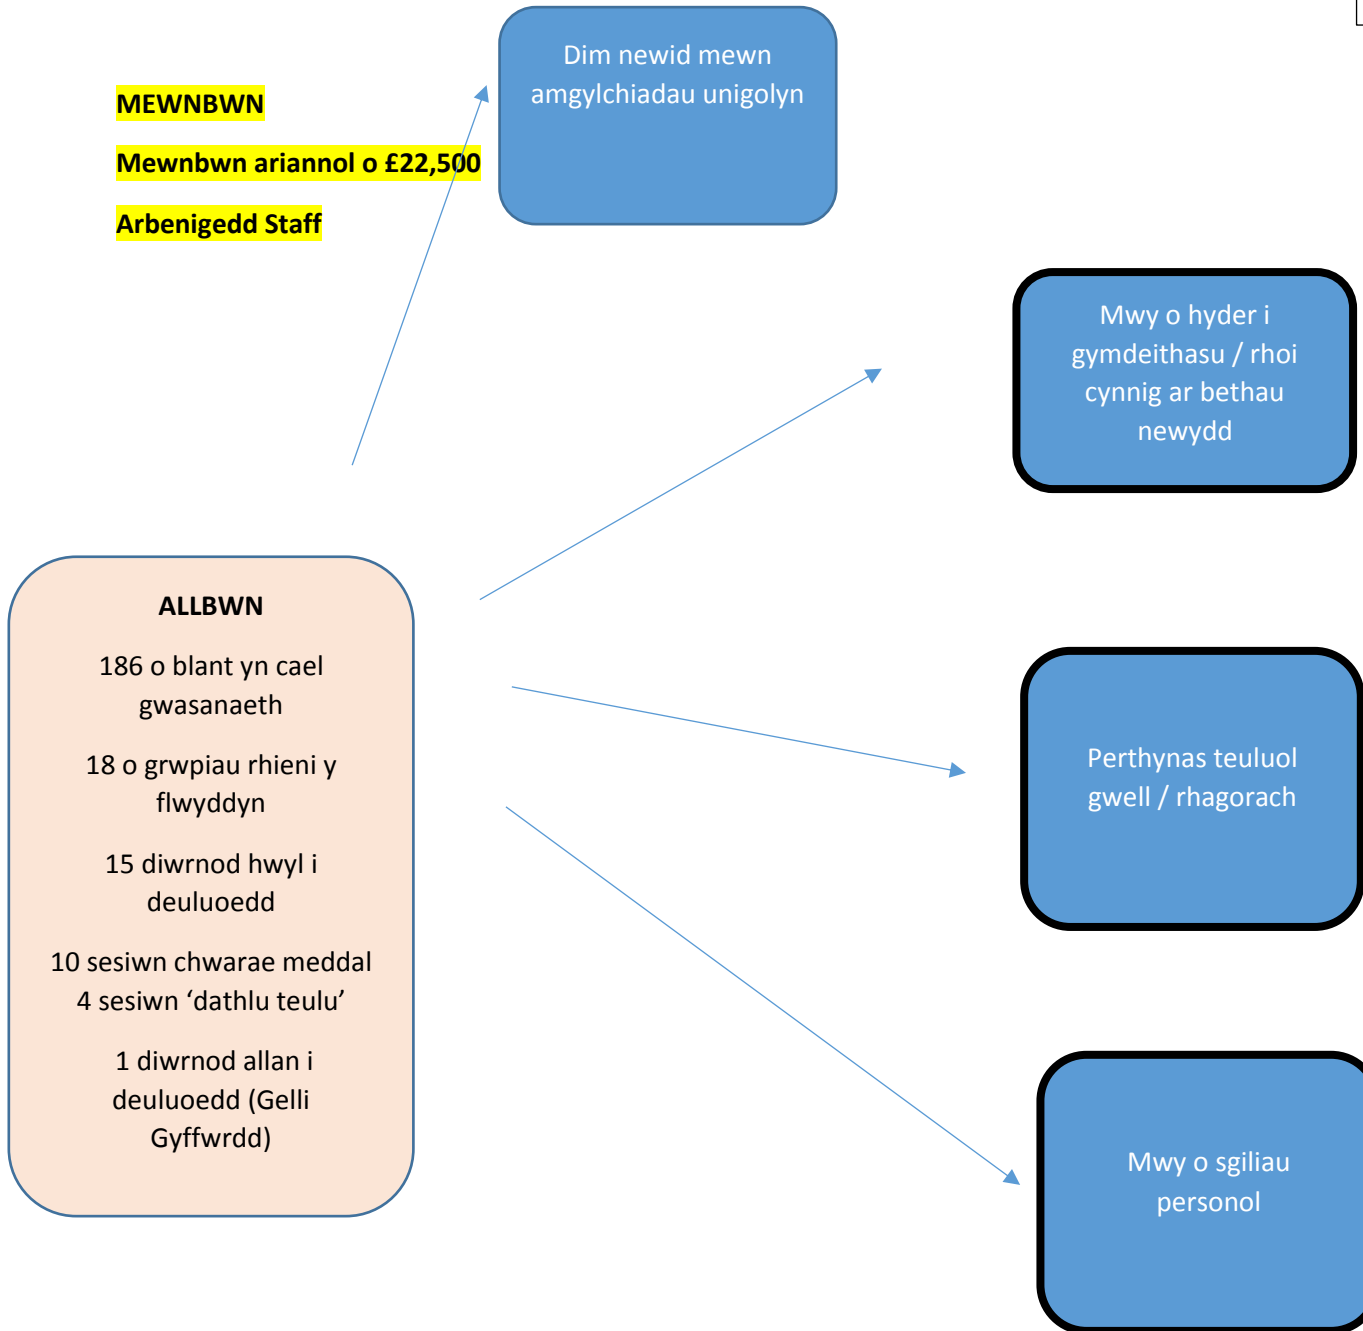 MEWNBWN
Mewnbwn ariannol o £22,500
Arbenigedd Staff
Dim newid mewn
amgylchiadau unigolyn
Mwy o hyder i
gymdeithasu / rhoi
cynnig ar bethau
newydd
ALLBWN
186 o blant yn cael
gwasanaeth
18 o grwpiau rhieni y
flwyddyn
15 diwrnod hwyl i
deuluoedd
10 sesiwn chwarae meddal
4 sesiwn ‘dathlu teulu’
1 diwrnod allan i
deuluoedd (Gelli
Gyffwrdd)
Perthynas teuluol
gwell / rhagorach
Mwy o sgiliau
personol